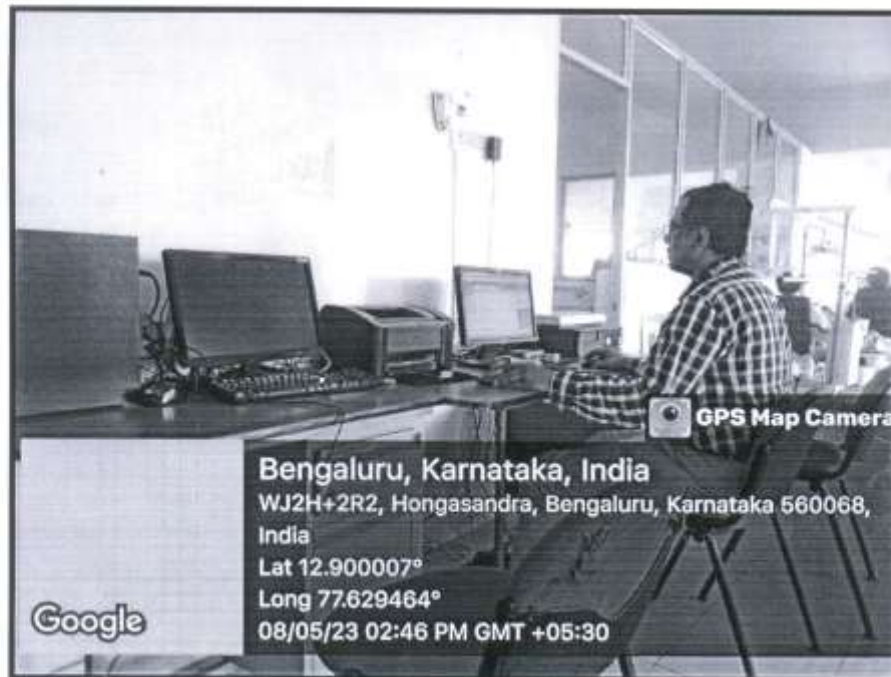 GPS Map Camera
Bengaluru, Karnataka, India
WJ2H+2R2, Hongasandra, Bengaluru, Karnataka 560068,
India
Lat 12.900007°
Long 77.629464°
08/05/23 02:46 PM GMT +05:30
Google